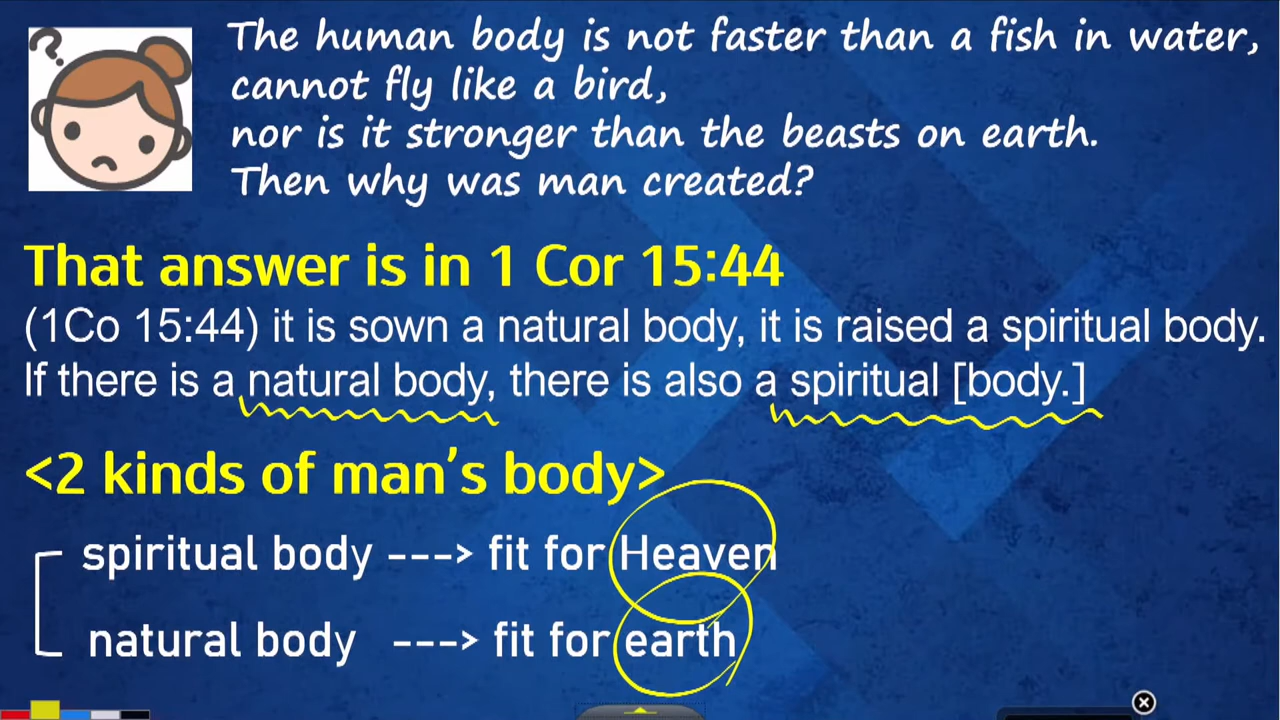 ?
The human body is not faster than a fish in water,
cannot fly like a bird,
nor is it stronger than the beasts on earth.
Then why was man created?
That answer is in 1 Cor 15:44
(1Co 15:44) it is sown a natural body, it is raised a spiritual body.
If there is a natural body, there is also a spiritual [body.]
<2 kinds of man's body>
spiritual body ---> fit for Heaven
natural body ---> fit for earth